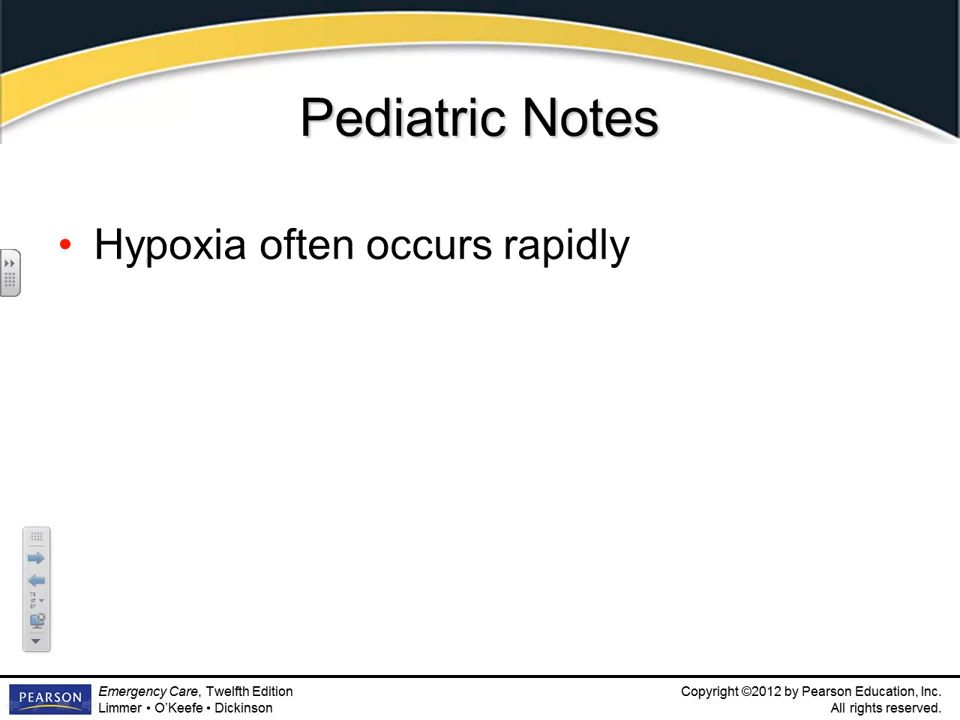 Pediatric Notes
• Hypoxia often occurs rapidly
PEARSON
Emergency Care, Twelfth Edition
Limmer • O’Keefe • Dickinson
Copyright ©2012 by Pearson Education, Inc.
All rights reserved.